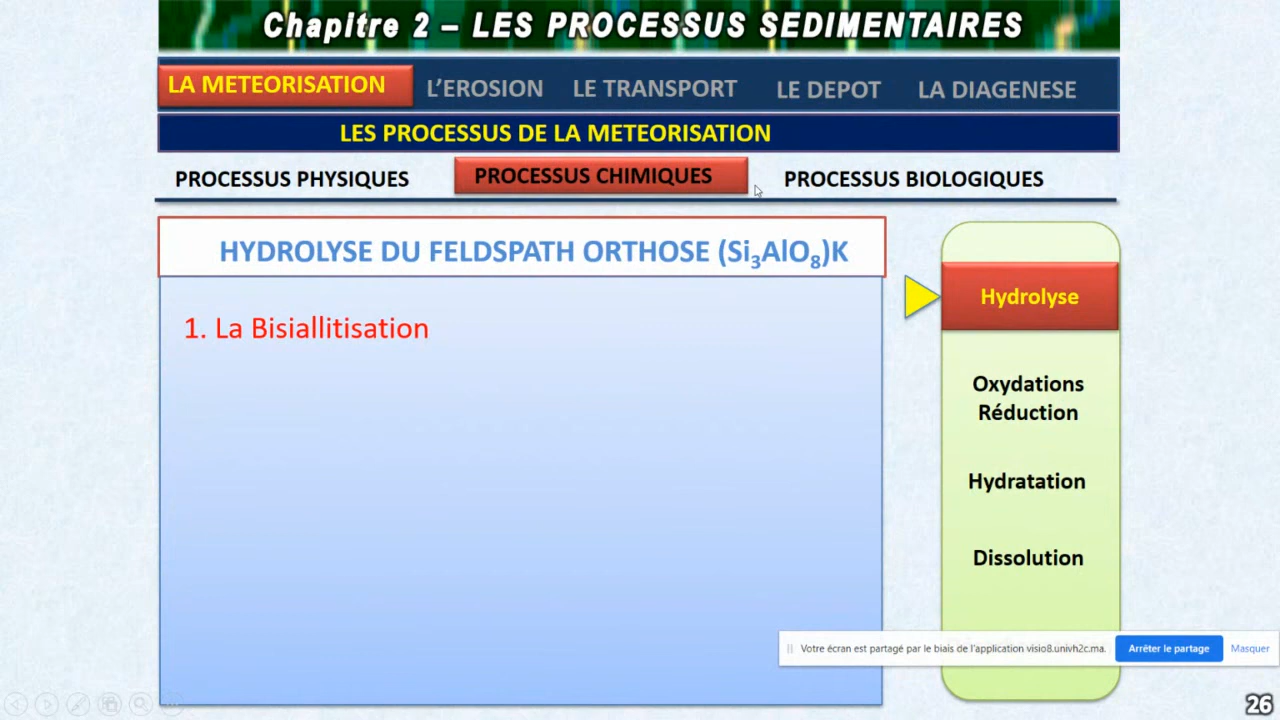 Chapitre 2 – LES PROCESSUS SEDIMENTAIRES
LA METEORISATION L'EROSION LE TRANSPORT LE DEPOT LA DIAGENESE
LES PROCESSUS DE LA METEORISATION
PROCESSUS PHYSIQUES PROCESSUS CHIMIQUES PROCESSUS BIOLOGIQUES
HYDROLYSE DU FELDSPATH ORTHOSE (Si₃AlO₈)K
1. La Bisiallitisation
Hydrolyse
Oxydations
Réduction
Hydratation
Dissolution
Votre écran est partagé par le biais de l'application visio8.univh2c.ma. Arrêter le partage Masquer
26